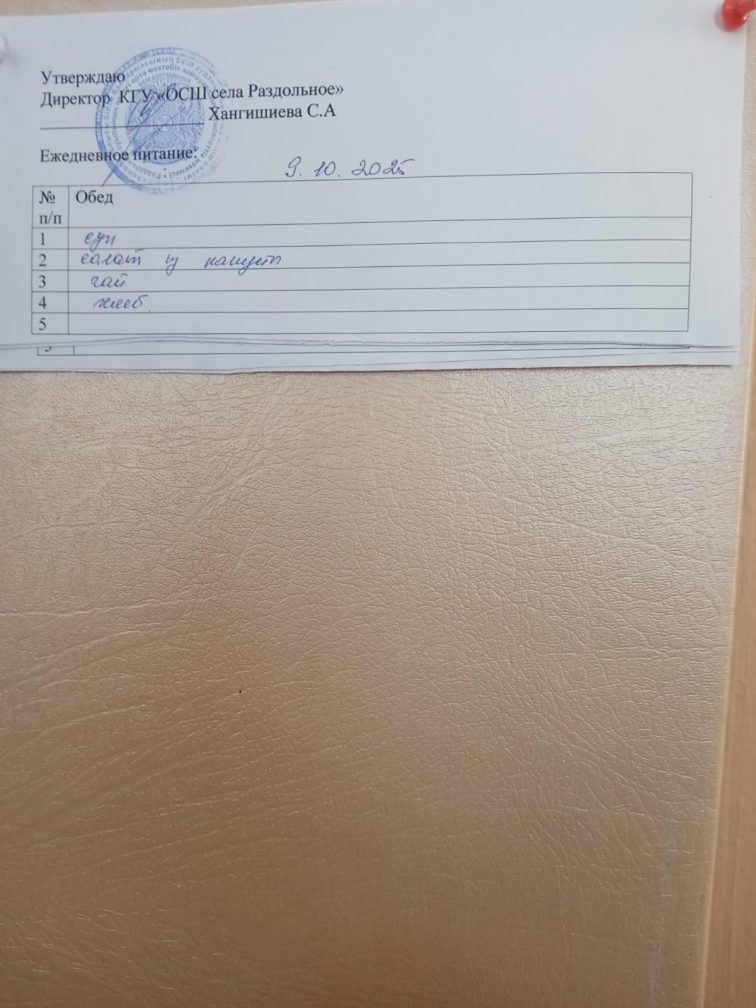 Утверждаю
Директор КГУ «ОСШ села Раздольное»
Хангишиева С.А
Ежедневное питание:
9.10.2025
№ п/п Обед
1 суп
2 салат из капусты
3 чай
4 хлеб
5